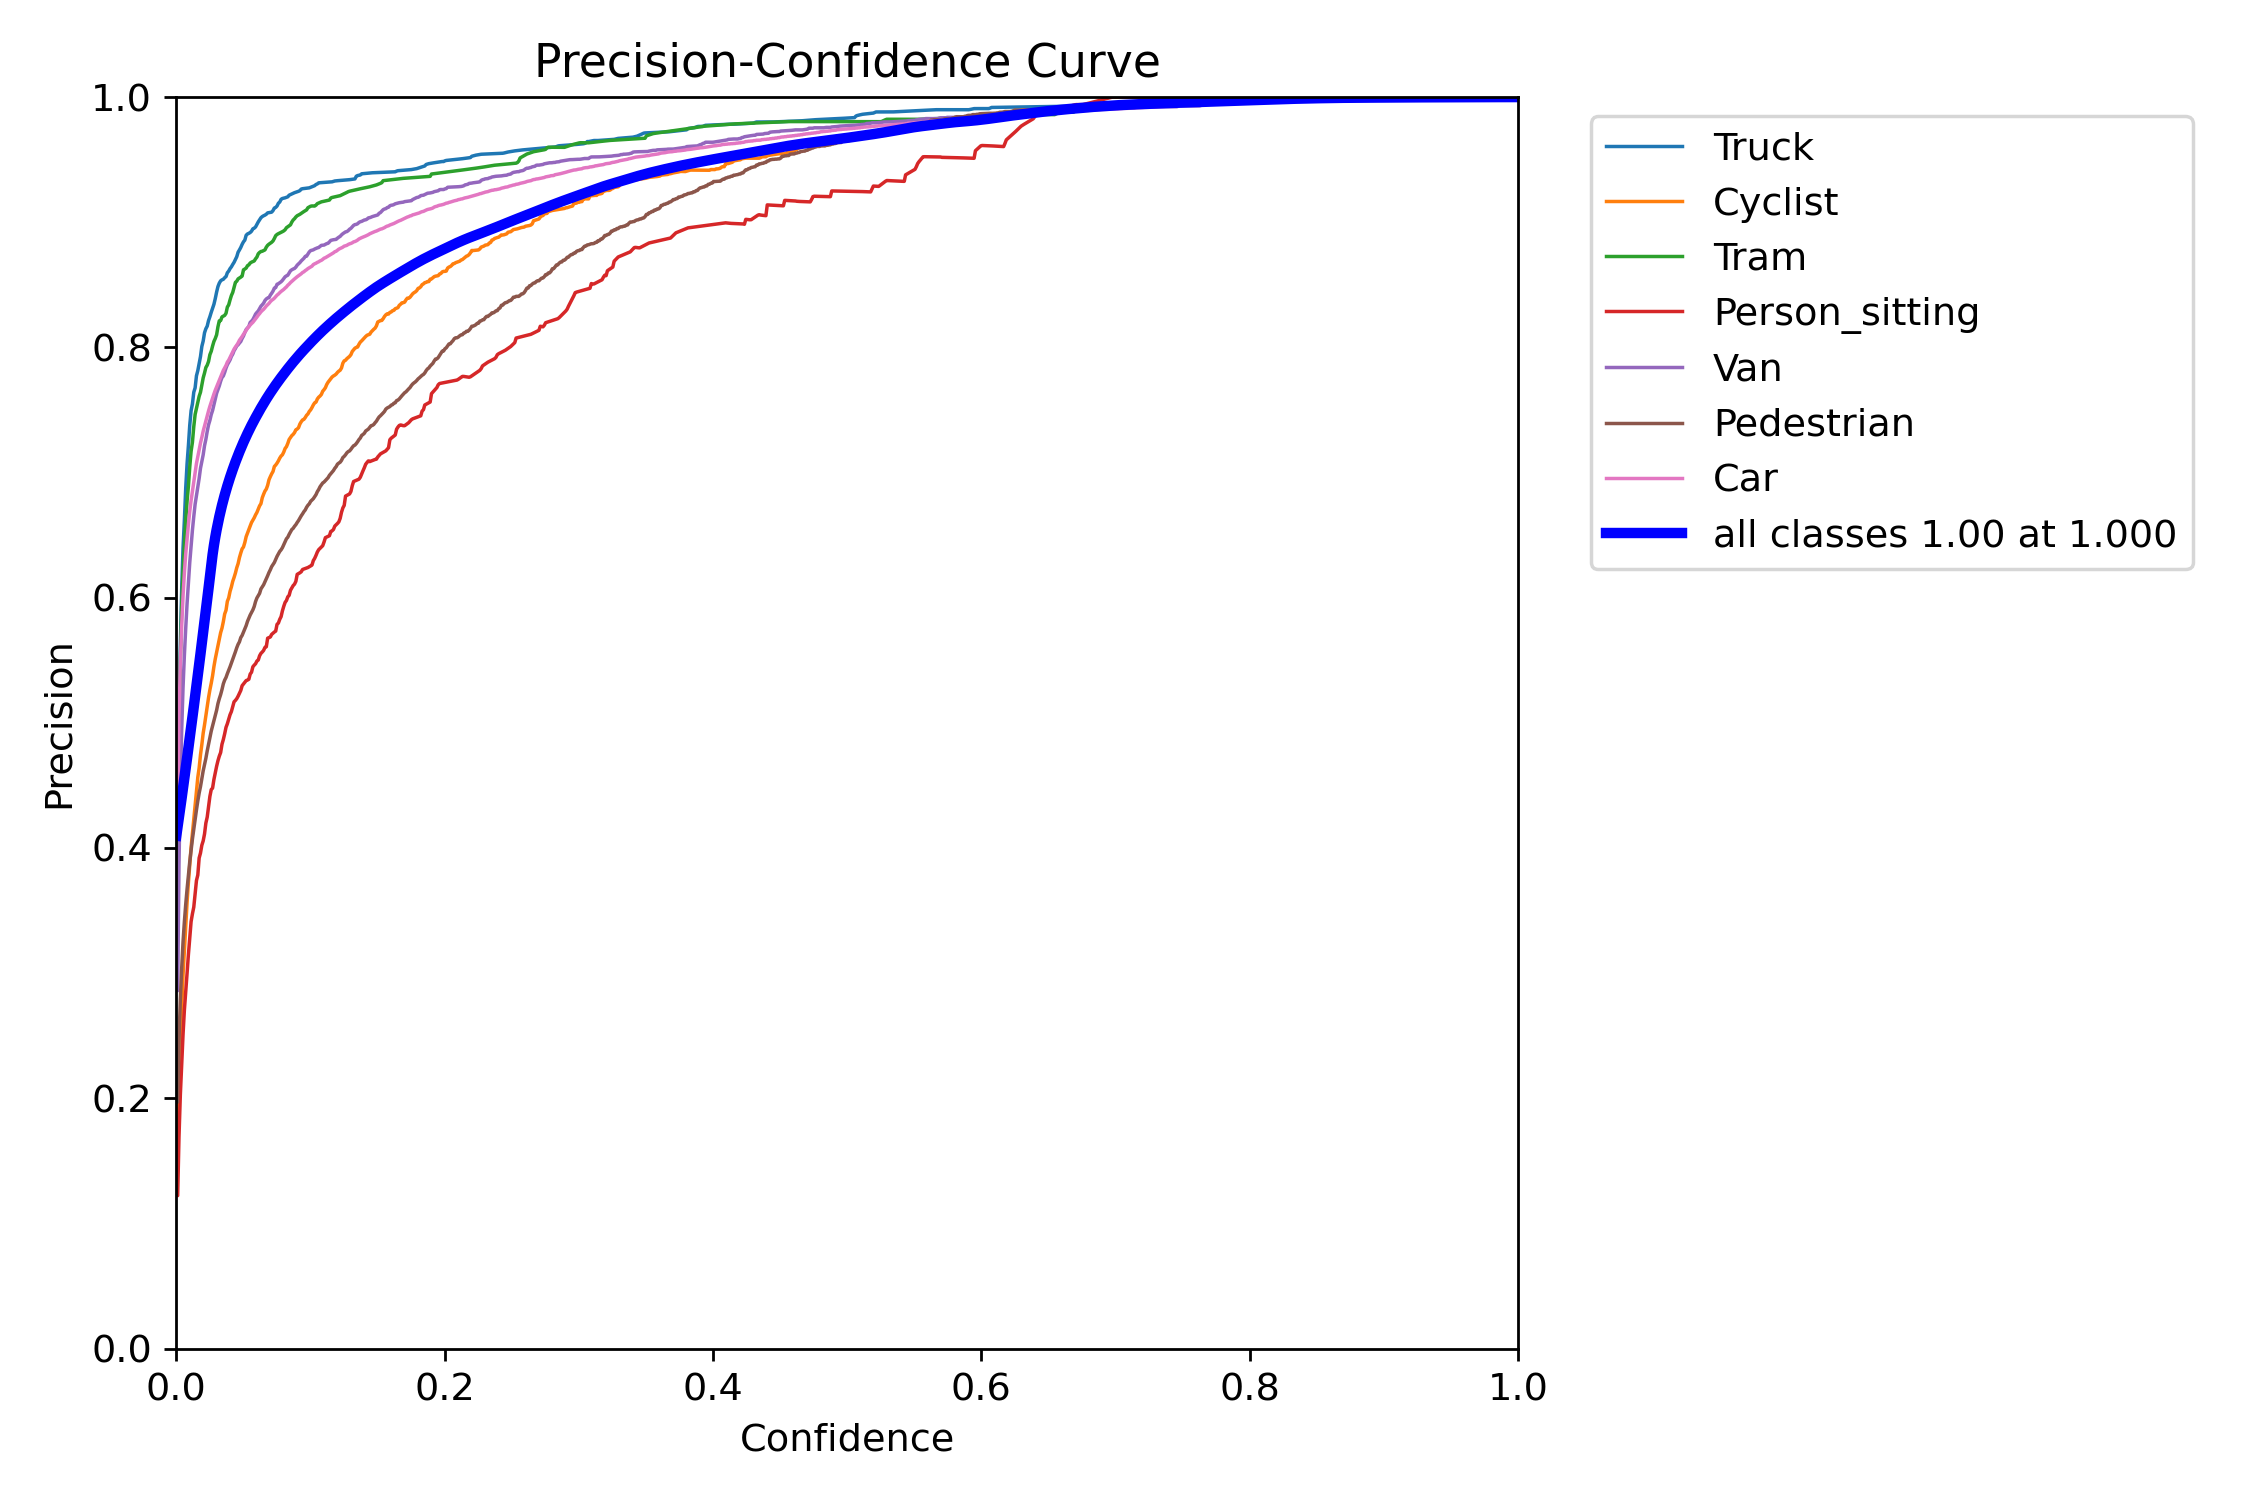 Precision-Confidence Curve
1.0
0.8
0.6
0.4
0.2
0.0
Precision
0.0 0.2 0.4 0.6 0.8 1.0
Confidence
Truck
Cyclist
Tram
Person_sitting
Van
Pedestrian
Car
all classes 1.00 at 1.000